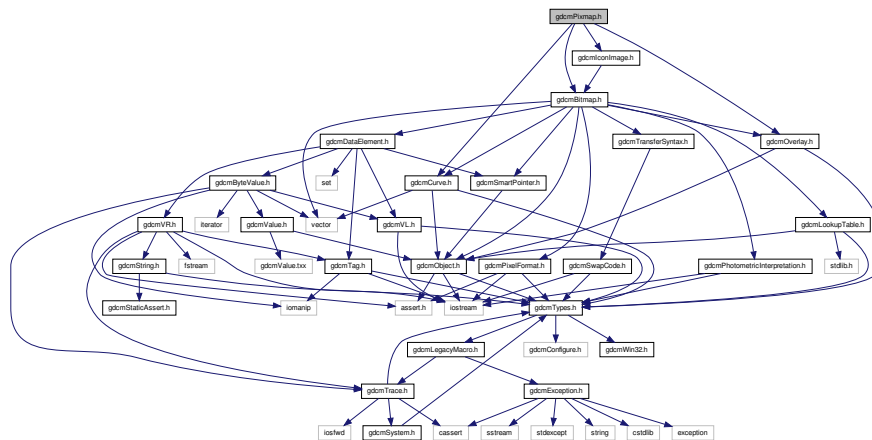 gdcmPixmap.h
gdcmIconImage.h
gdcmBitmap.h
gdcmDataElement.h
gdcmTransferSyntax.h
gdcmOverlay.h
gdcmByteValue.h
set
gdcmCurve.h
gdcmSmartPointer.h
gdcmVR.h
iterator
gdcmValue.h
vector
gdcmVL.h
gdcmLookupTable.h
gdcmString.h
fstream
gdcmValue.txx
gdcmTag.h
gdcmObject.h
gdcmPixelFormat.h
gdcmSwapCode.h
gdcmPhotometricInterpretation.h
stdlib.h
gdcmStaticAssert.h
iomanip
assert.h
iostream
gdcmTypes.h
gdcmLegacyMacro.h
gdcmConfigure.h
gdcmWin32.h
gdcmTrace.h
gdcmException.h
iosfwd
gdcmSystem.h
cassert
sstream
stdexcept
string
cstdlib
exception